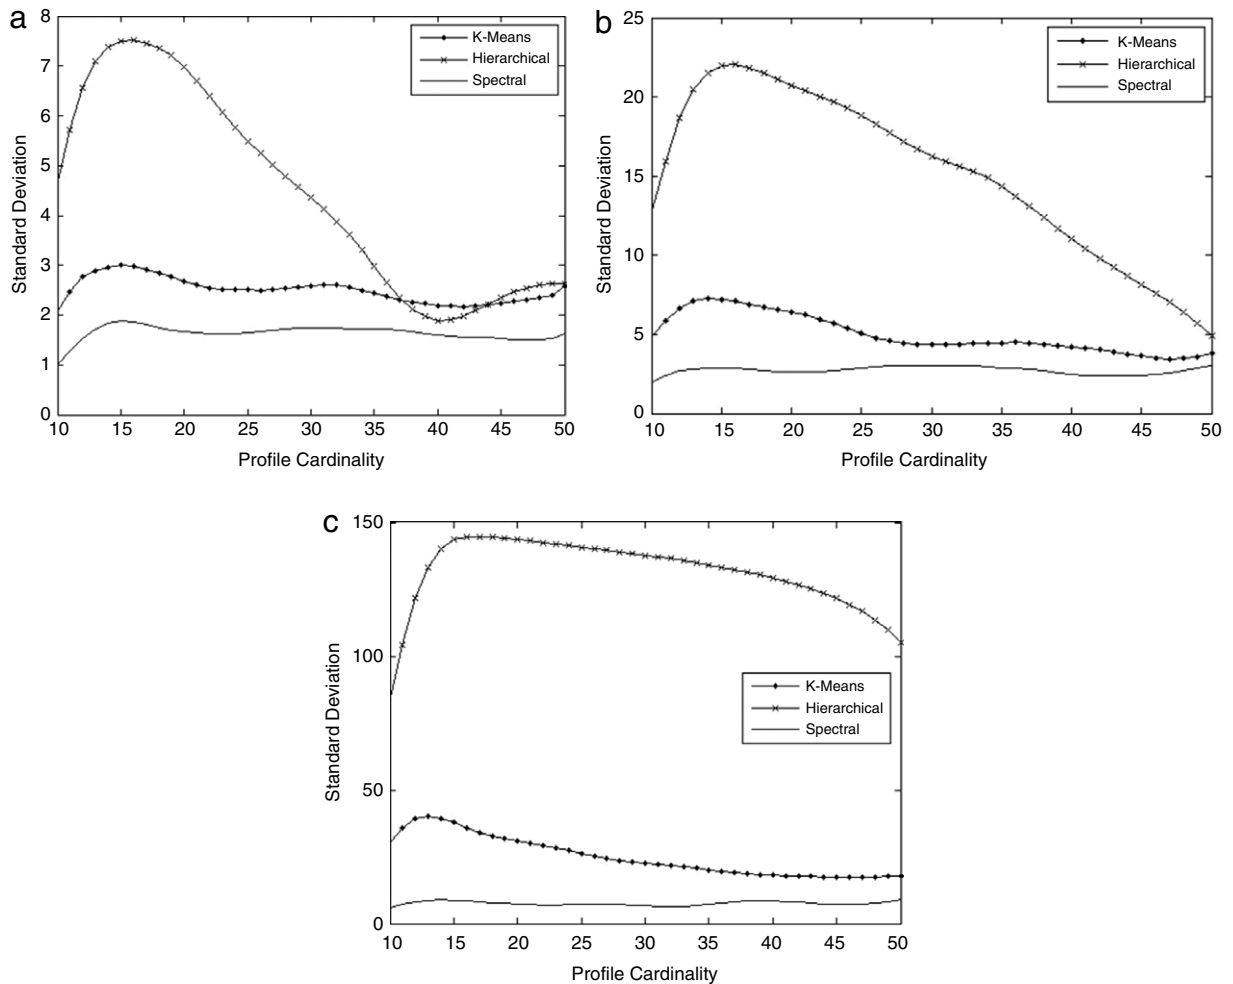 a
8
7
6
5
4
3
2
1
0
Standard Deviation
10 15 20 25 30 35 40 45 50
Profile Cardinality
K-Means
Hierarchical
Spectral
b
25
20
15
10
5
0
Standard Deviation
10 15 20 25 30 35 40 45 50
Profile Cardinality
K-Means
Hierarchical
Spectral
c
150
100
50
0
Standard Deviation
10 15 20 25 30 35 40 45 50
Profile Cardinality
K-Means
Hierarchical
Spectral